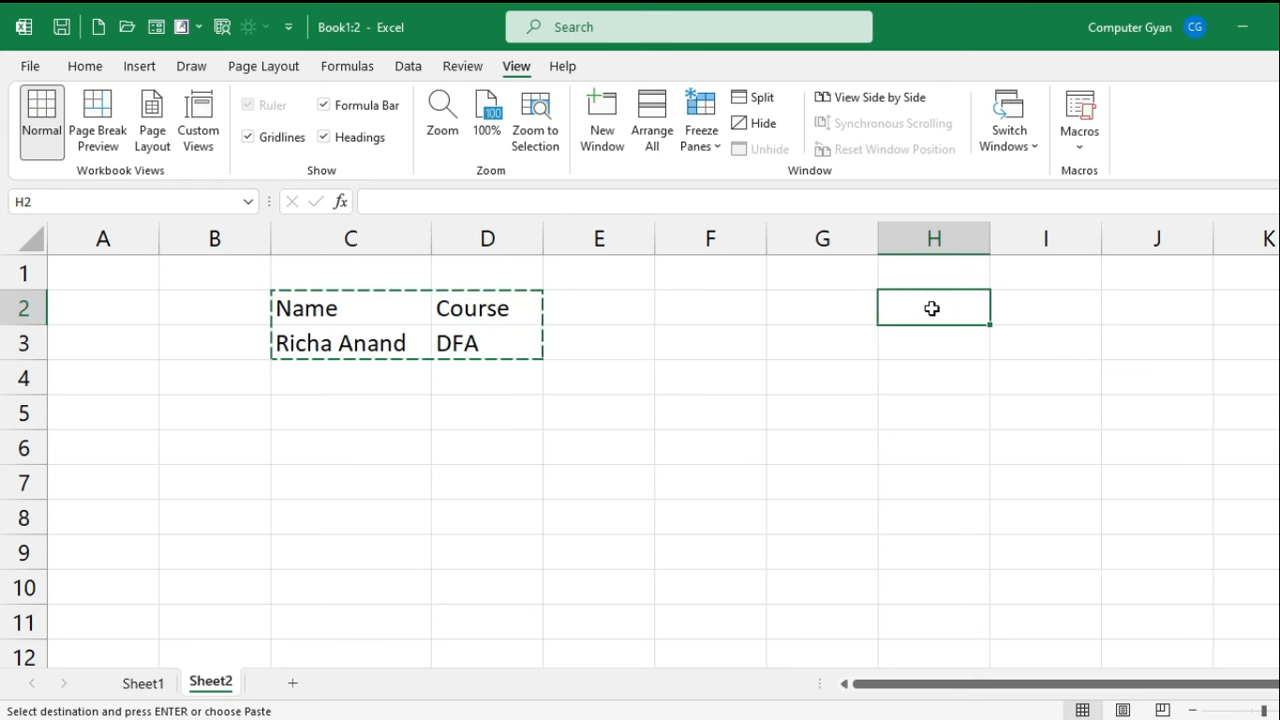 Book1:2 - Excel
Search
Computer Gyan CG
File Home Insert Draw Page Layout Formulas Data Review View Help
Normal
Page Break Preview
Page Layout
Custom Views
Workbook Views
Ruler
Formula Bar
Gridlines
Headings
Show
Zoom
100
100%
Zoom to Selection
Zoom
New Window
Arrange All
Freeze Panes
Split
Hide
Unhide
View Side by Side
Synchronous Scrolling
Reset Window Position
Switch Windows
Window
Macros
Macros
H2
fx
A B C D E F G H I J K
1
2 Name Course
3 Richa Anand DFA
4
5
6
7
8
9
10
11
12
Sheet1 Sheet2
Select destination and press ENTER or choose Paste